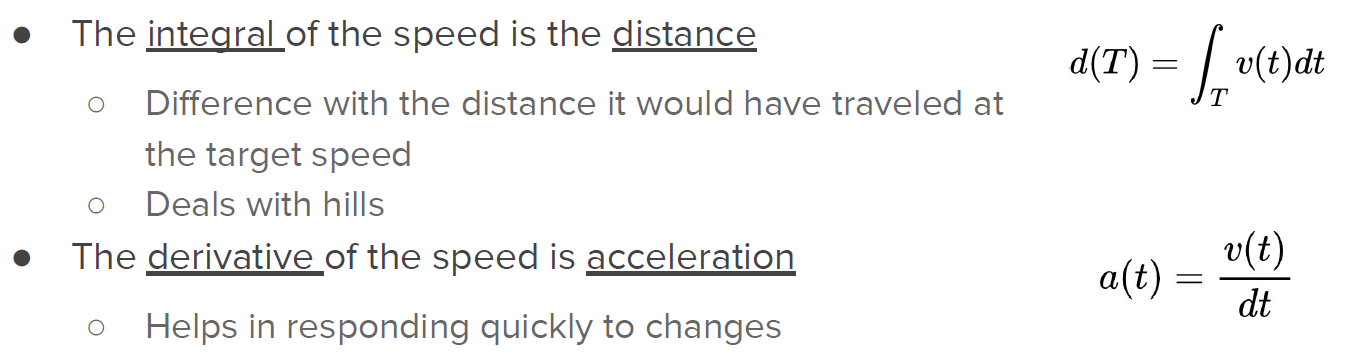 ● The integral of the speed is the distance
d(T) = ∫_T v(t)dt
○ Difference with the distance it would have traveled at
the target speed
○ Deals with hills
● The derivative of the speed is acceleration
a(t) = v(t)/dt
○ Helps in responding quickly to changes